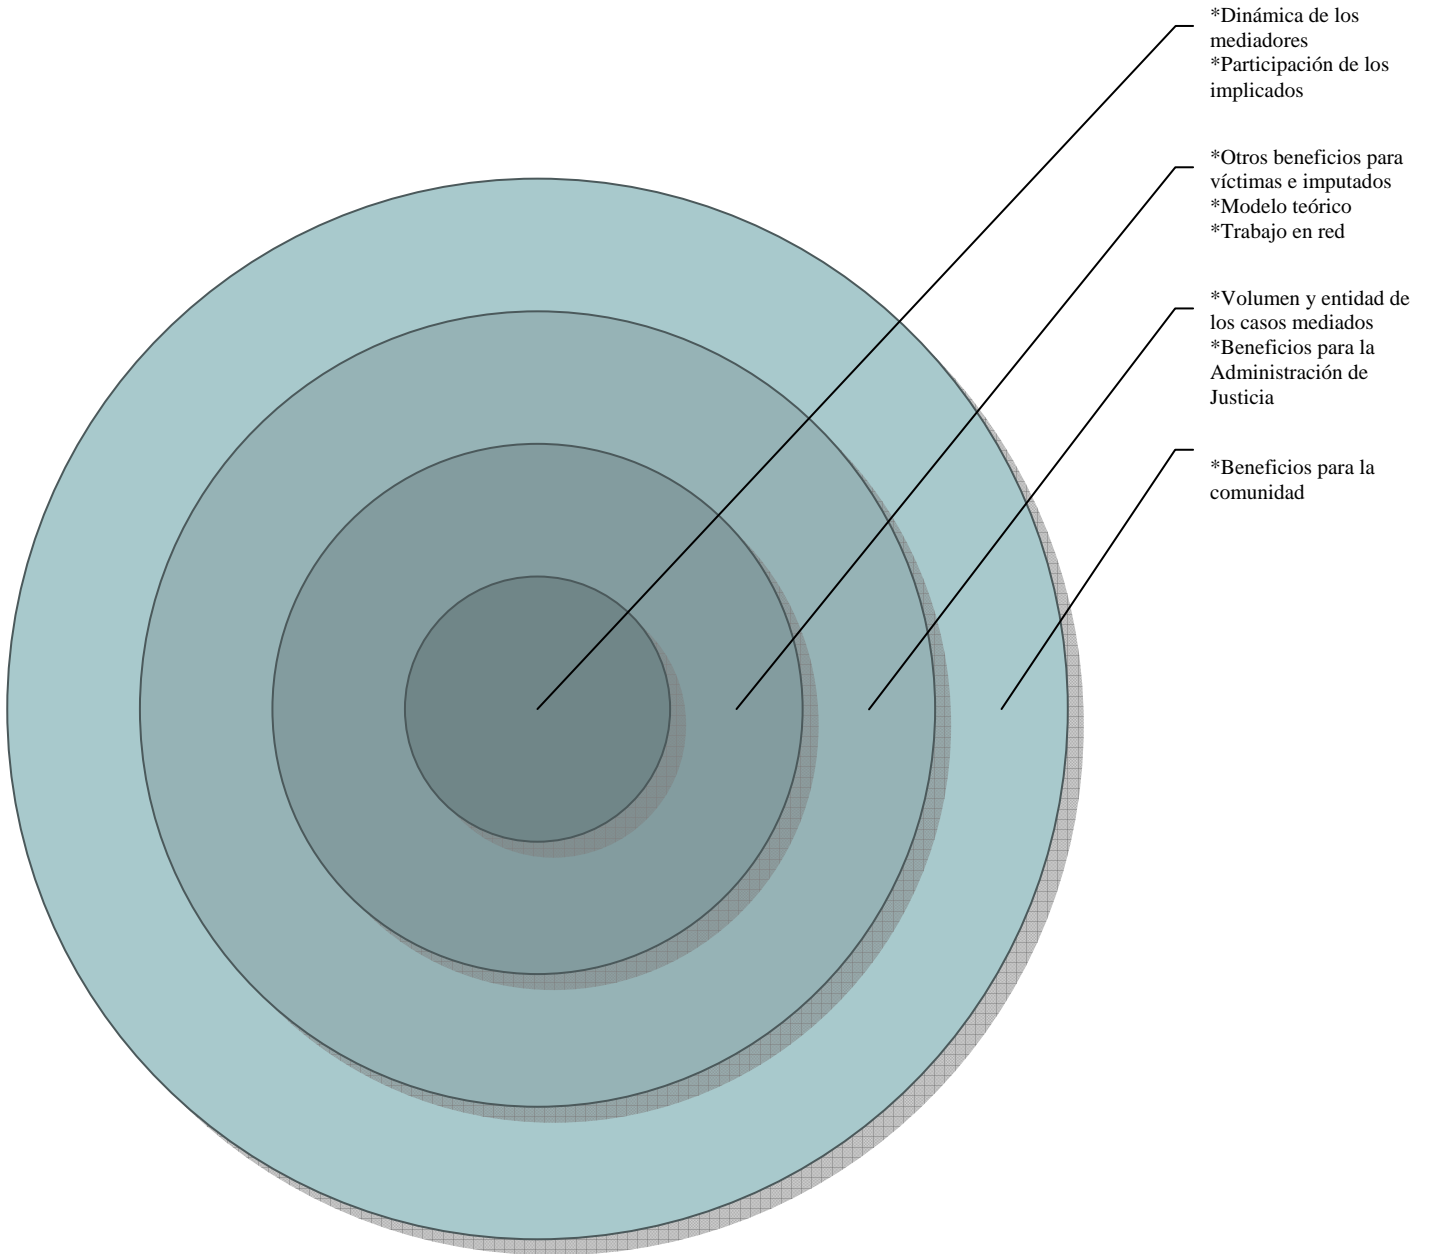 *Dinámica de los
mediadores
*Participación de los
implicados
*Otros beneficios para
víctimas e imputados
*Modelo teórico
*Trabajo en red
*Volumen y entidad de
los casos mediados
*Beneficios para la
Administración de
Justicia
*Beneficios para la
comunidad